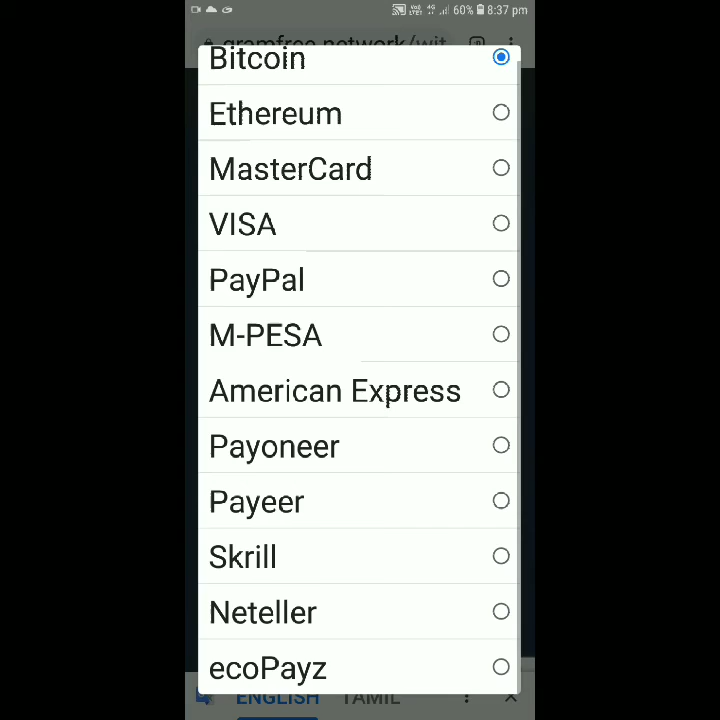 60% 8:37 pm
gramfree.network/wit
Bitcoin
Ethereum
MasterCard
VISA
PayPal
M-PESA
American Express
Payoneer
Payeer
Skrill
Neteller
ecoPayz
ENGLISH TAMIL